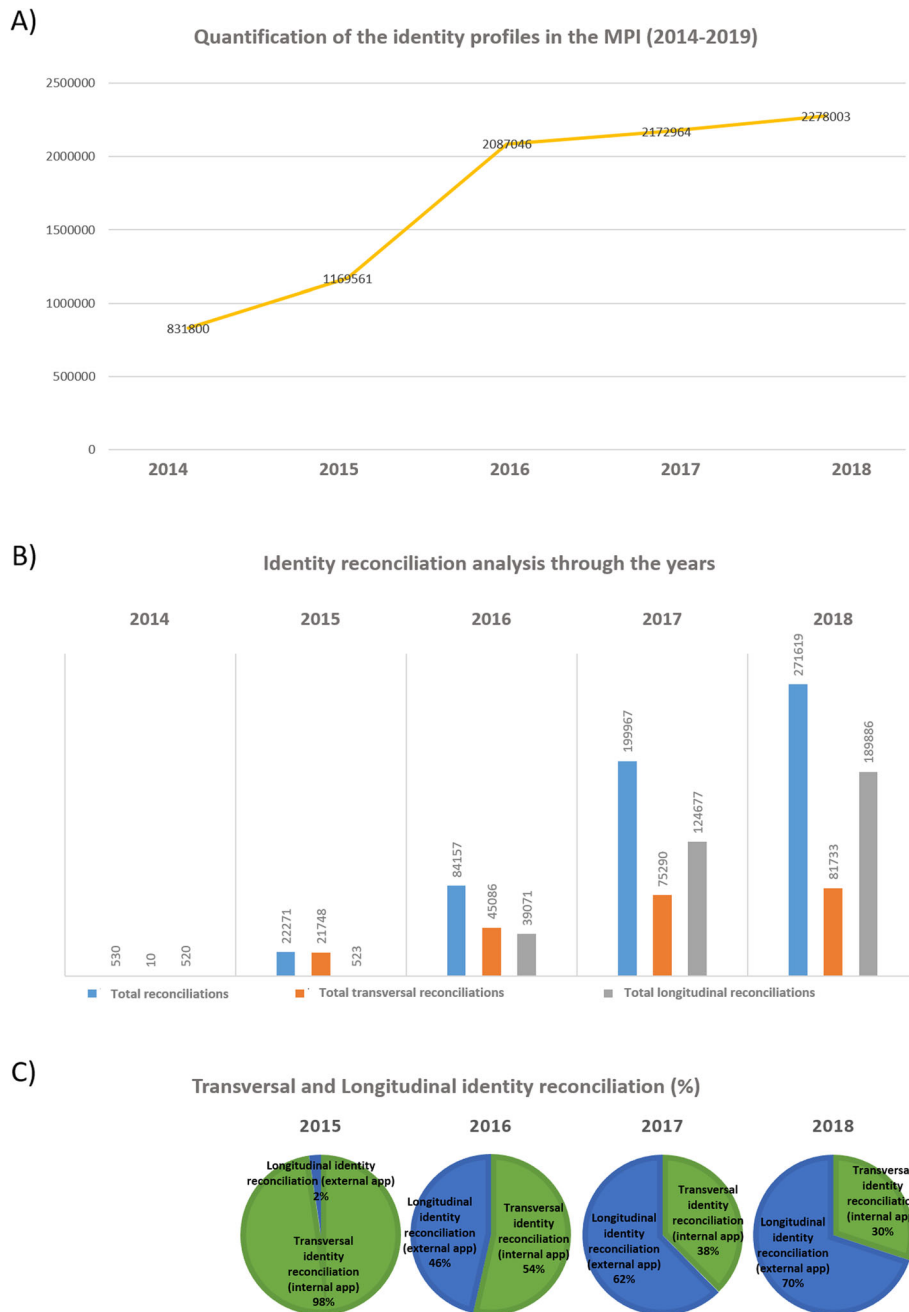 A)
Quantification of the identity profiles in the MPI (2014-2019)
2500000
2000000
1500000
1000000
500000
0
831800
1169561
2087046
2172964
2278003
2014 2015 2016 2017 2018
B)
Identity reconciliation analysis through the years
2014 2015 2016 2017 2018
530 10 520
22271 21748 523
84157 45086 39071
199967 75290 124677
271619 81733 189886
Total reconciliations Total transversal reconciliations Total longitudinal reconciliations
C)
Transversal and Longitudinal identity reconciliation (%)
2015
Longitudinal identity
reconciliation (external app)
2%
Transversal
identity
reconciliation
(internal app)
98%
2016
Longitudinal
identity
reconciliation
(external app)
46%
Transversal
identity
reconciliation
(internal app)
54%
2017
Longitudinal
identity
reconciliation
(external app)
62%
Transversal
identity
reconciliation
(internal app)
38%
2018
Longitudinal
identity
reconciliation
(external app)
70%
Transversal
identity
reconciliation
(internal app)
30%